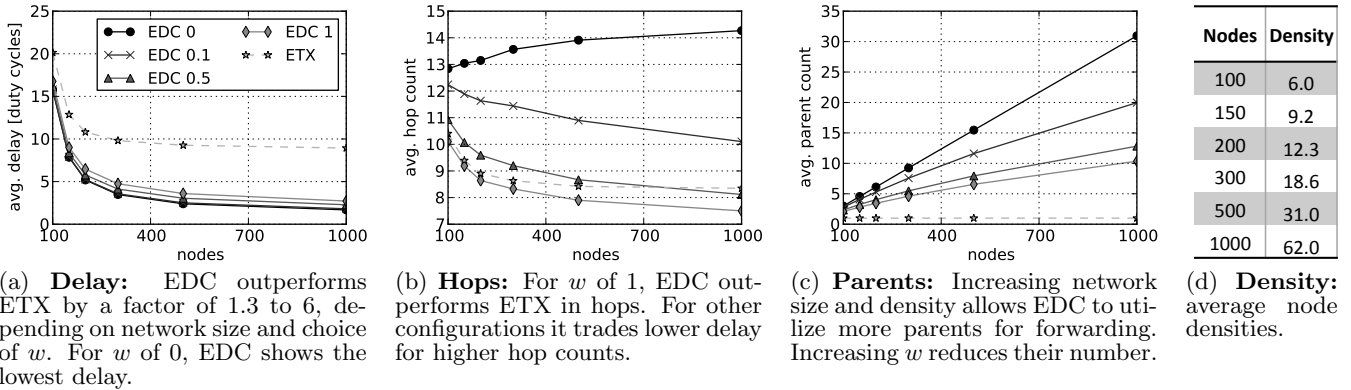 25
20
15
10
5
0
100
400
700
1000
nodes
avg. delay [duty cycles]
EDC 0
EDC 0.1
EDC 0.5
EDC 1
ETX
(a) Delay: EDC outperforms
ETX by a factor of 1.3 to 6, de-
pending on network size and choice
of w. For w of 0, EDC shows the
lowest delay.
15
14
13
12
11
10
9
8
7
100
400
700
1000
nodes
avg. hop count
(b) Hops: For w of 1, EDC out-
performs ETX in hops. For other
configurations it trades lower delay
for higher hop counts.
35
30
25
20
15
10
5
0
100
400
700
1000
nodes
avg. parent count
(c) Parents: Increasing network
size and density allows EDC to uti-
lize more parents for forwarding.
Increasing w reduces their number.
Nodes Density
100 6.0
150 9.2
200 12.3
300 18.6
500 31.0
1000 62.0
(d) Density:
average node
densities.